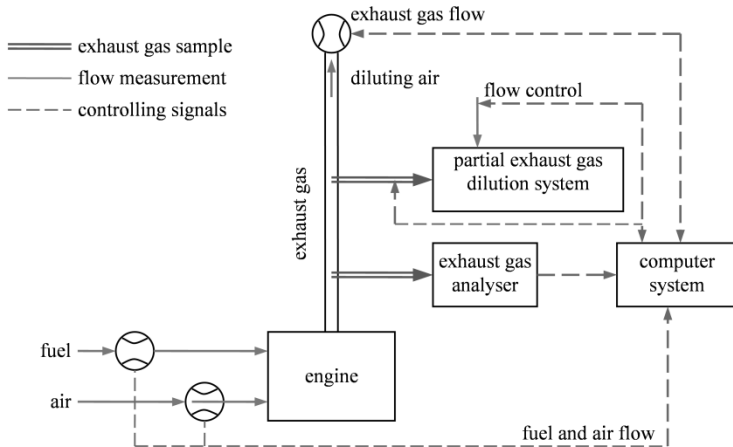 exhaust gas flow
exhaust gas sample
flow measurement
diluting air
controlling signals
flow control
partial exhaust gas
dilution system
exhaust gas
exhaust gas
analyser
computer
system
fuel
engine
air
fuel and air flow